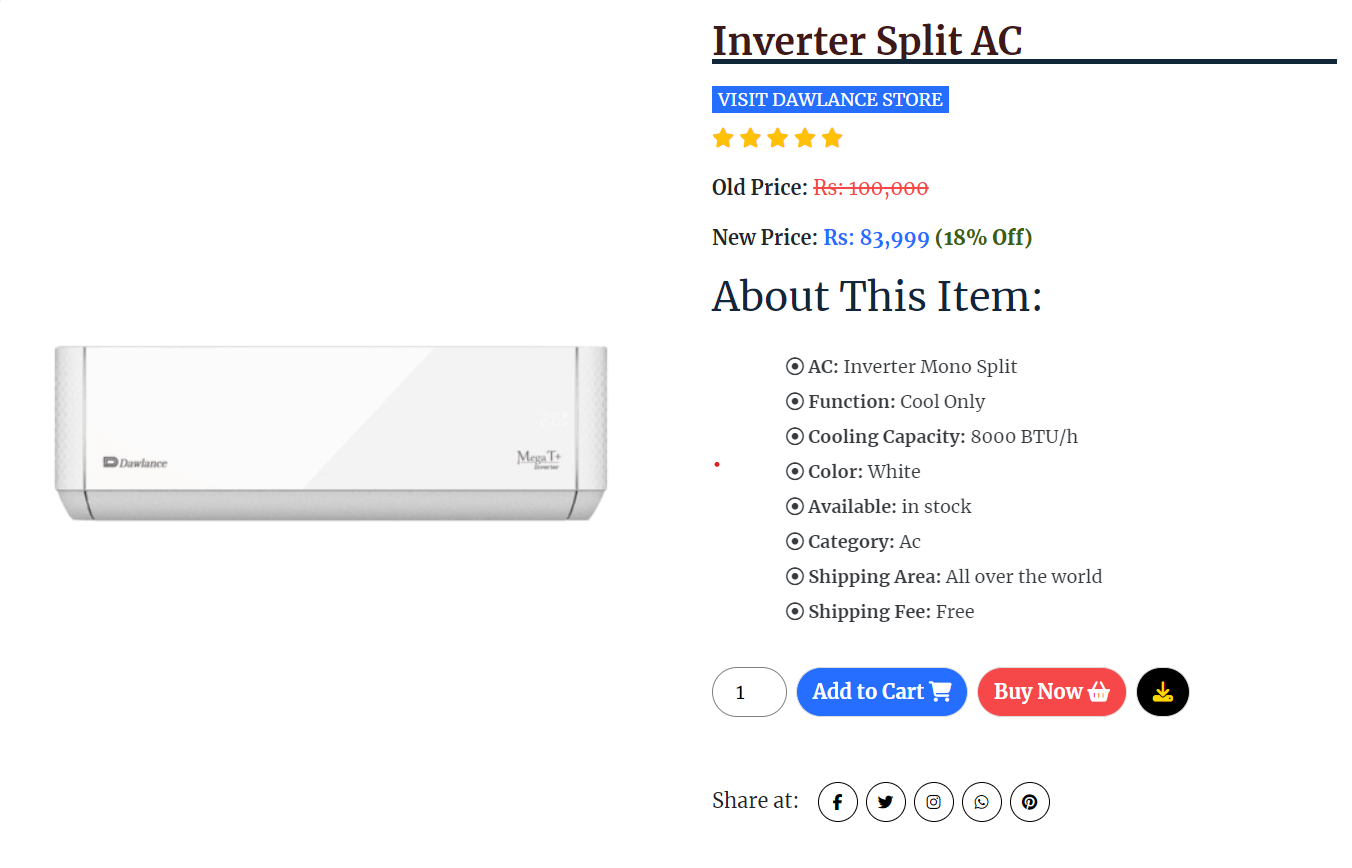 Inverter Split AC
VISIT DAWLANCE STORE
Old Price: Rs: 100,000
New Price: Rs: 83,999 (18% Off)
About This Item:
AC: Inverter Mono Split
Function: Cool Only
Cooling Capacity: 8000 BTU/h
Color: White
Available: in stock
Category: Ac
Shipping Area: All over the world
Shipping Fee: Free
Dawlance
Mega T+
Inverter
1
Add to Cart
Buy Now
Share at: